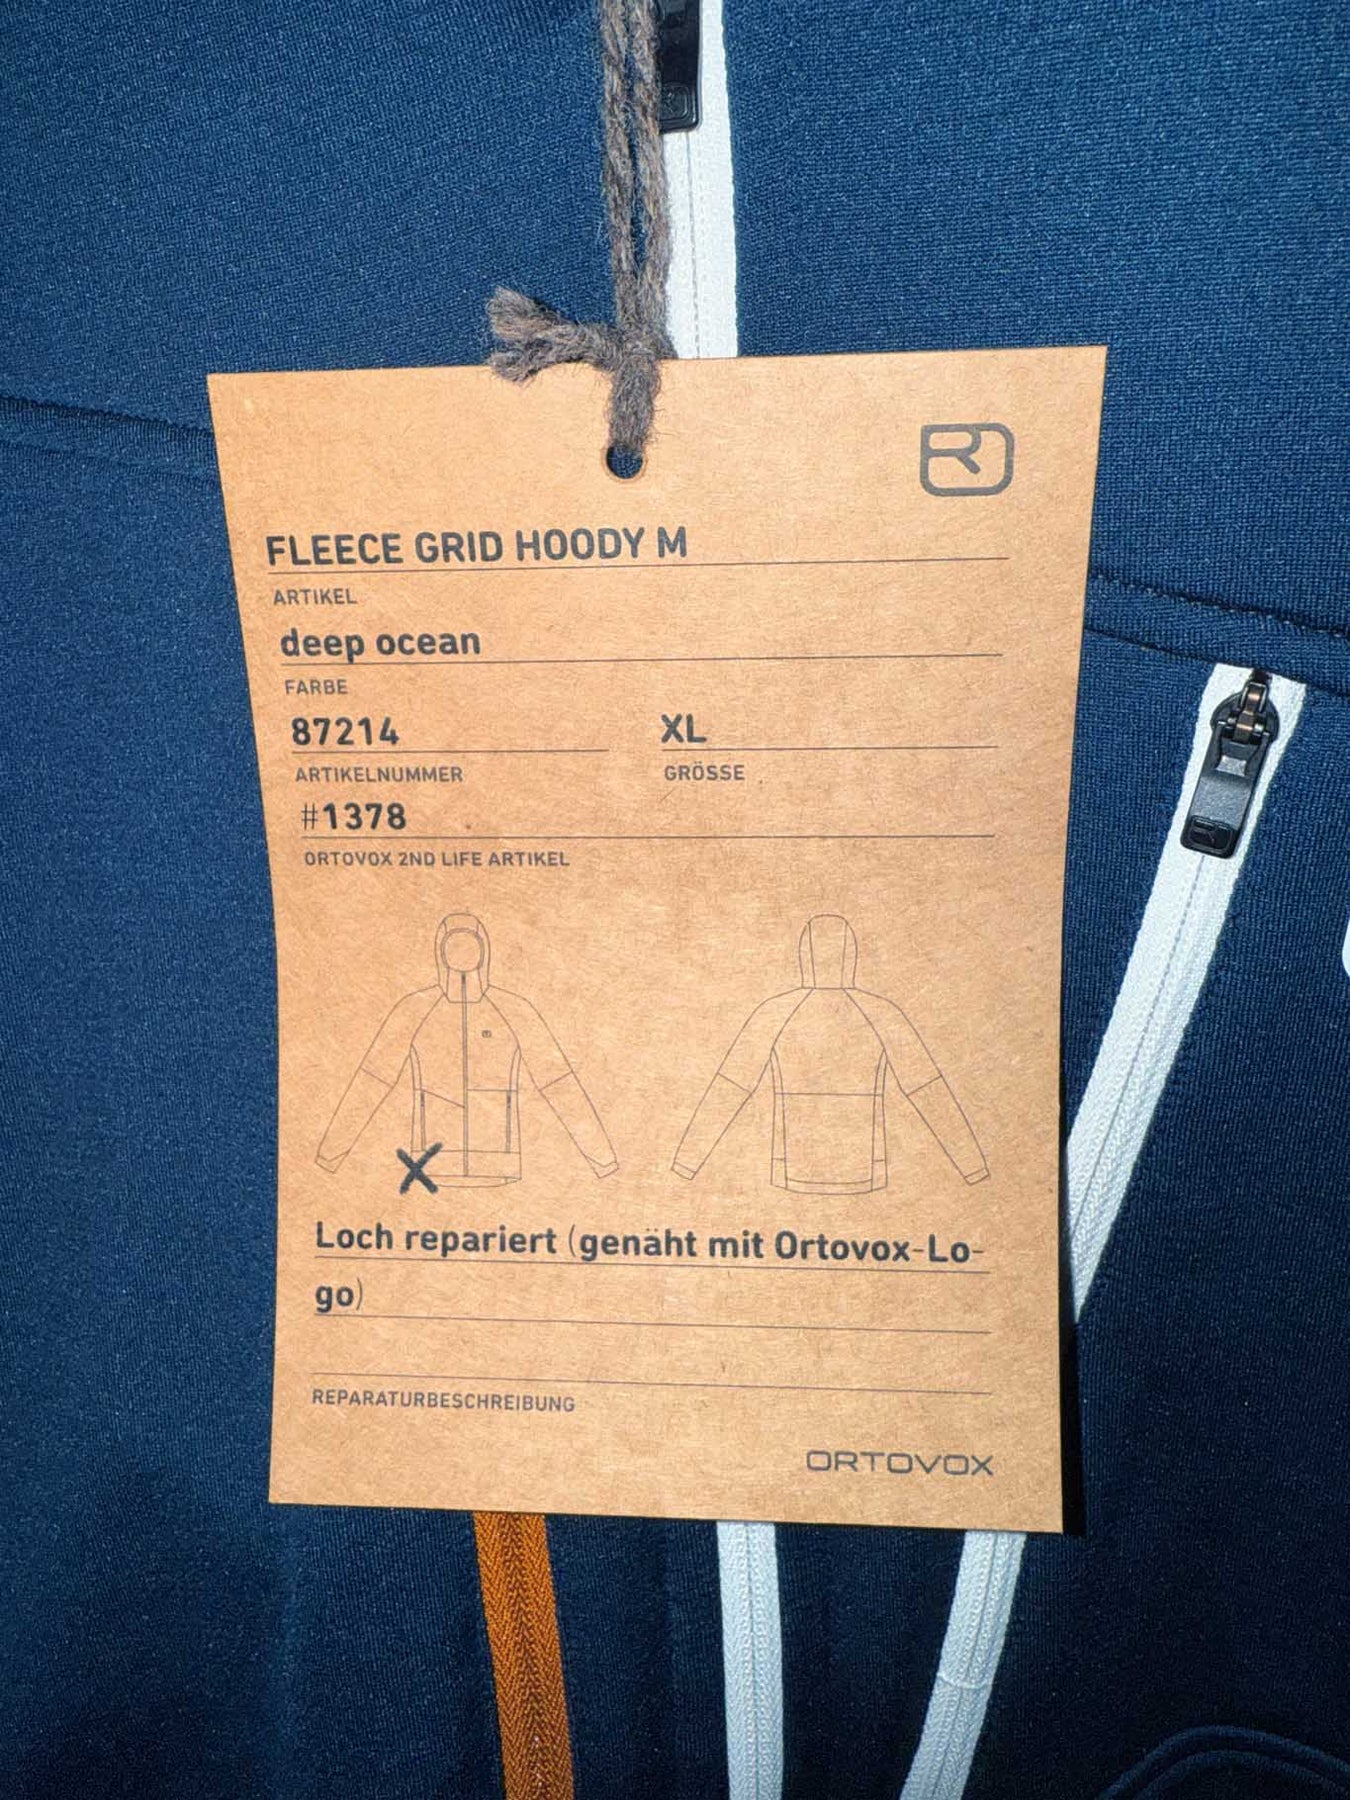 FLEECE GRID HOODY M
ARTIKEL
deep ocean
FARBE
87214 XL
ARTIKELNUMMER GRÖSSE
#1378
ORTOVOX 2ND LIFE ARTIKEL
Loch repariert (genäht mit Ortovox-Lo-
go)
REPARATURBESCHREIBUNG
ORTOVOX